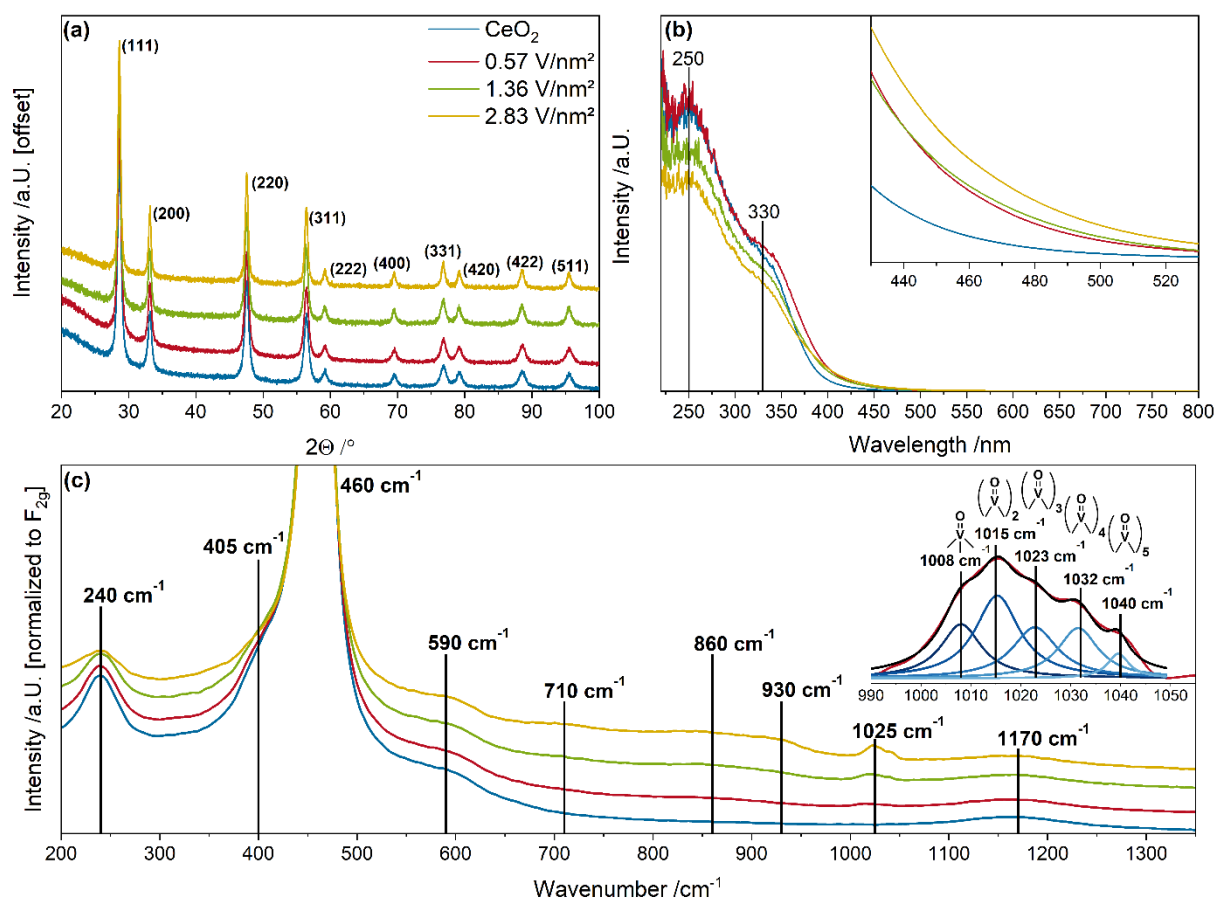 (a)
CeO₂
0.57 V/nm²
1.36 V/nm²
2.83 V/nm²
(111)
(200)
(220)
(311)
(222)
(400)
(331)
(420)
(422)
(511)
Intensity /a.U. [offset]
20 30 40 50 60 70 80 90 100
2Θ /°
(b)
250
330
Intensity /a.U.
440 460 480 500 520
250 300 350 400 450 500 550 600 650 700 750 800
Wavelength /nm
(c)
240 cm⁻¹
405 cm⁻¹
460 cm⁻¹
590 cm⁻¹
710 cm⁻¹
860 cm⁻¹
930 cm⁻¹
1025 cm⁻¹
1170 cm⁻¹
O
V
(O V)₂
(O V)₃
(O V)₄
(O V)₅
1008 cm⁻¹
1015 cm⁻¹
1023 cm⁻¹
1032 cm⁻¹
1040 cm⁻¹
990 1000 1010 1020 1030 1040 1050
Intensity /a.U. [normalized to F₂g]
200 300 400 500 600 700 800 900 1000 1100 1200 1300
Wavenumber /cm⁻¹